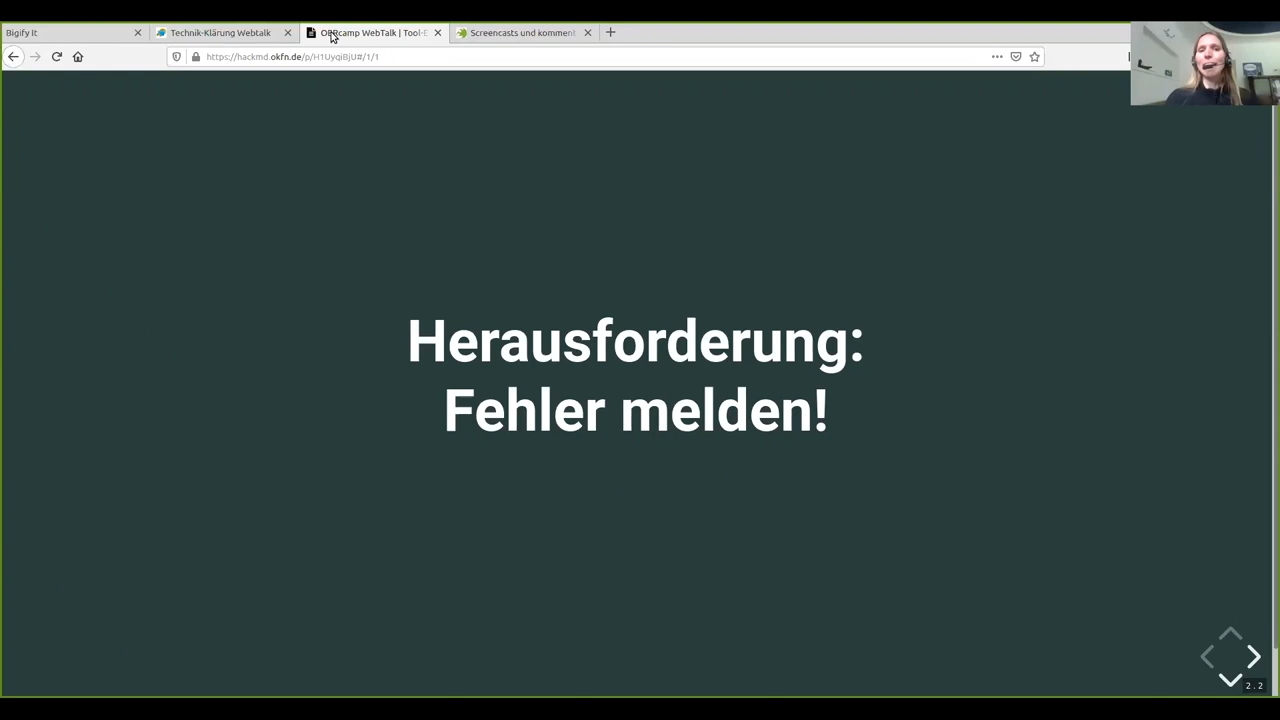 Bigify It
Technik-Klärung Webtalk
OERcamp WebTalk | Tool-E
Screencasts und komment
https://hackmd.okfn.de/p/H1UyqiBjU#/1/1
Herausforderung:
Fehler melden!
2.2